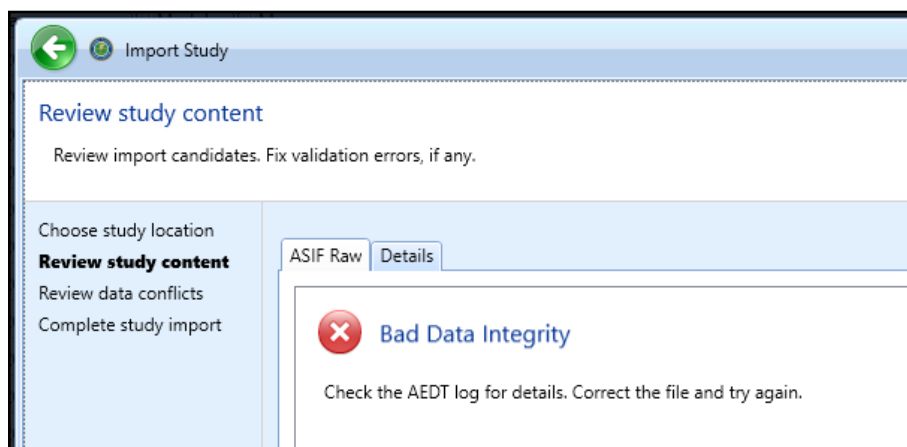 Import Study
Review study content
Review import candidates. Fix validation errors, if any.
Choose study location
Review study content
Review data conflicts
Complete study import
ASIF Raw
Details
Bad Data Integrity
Check the AEDT log for details. Correct the file and try again.